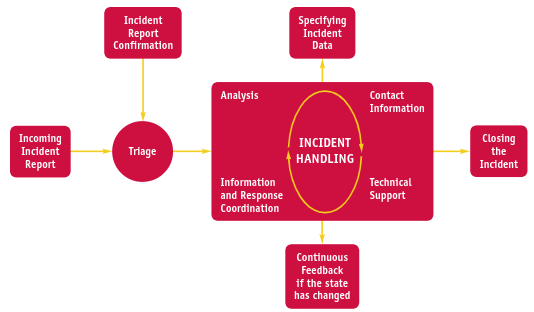 Incident
Report
Confirmation
Specifying
Incident
Data
Incoming
Incident
Report
Triage
Analysis
Contact
Information
INCIDENT
HANDLING
Information
and Response
Coordination
Technical
Support
Closing
the
Incident
Continuous
Feedback
if the state
has changed